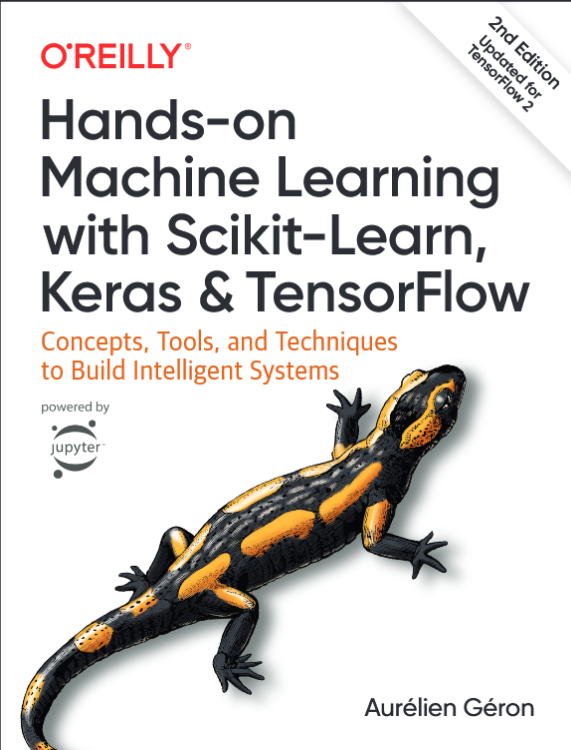 O'REILLY®
2nd Edition
Updated for
TensorFlow 2
Hands-on
Machine Learning
with Scikit-Learn,
Keras & TensorFlow
Concepts, Tools, and Techniques
to Build Intelligent Systems
powered by
jupyter™
Aurélien Géron